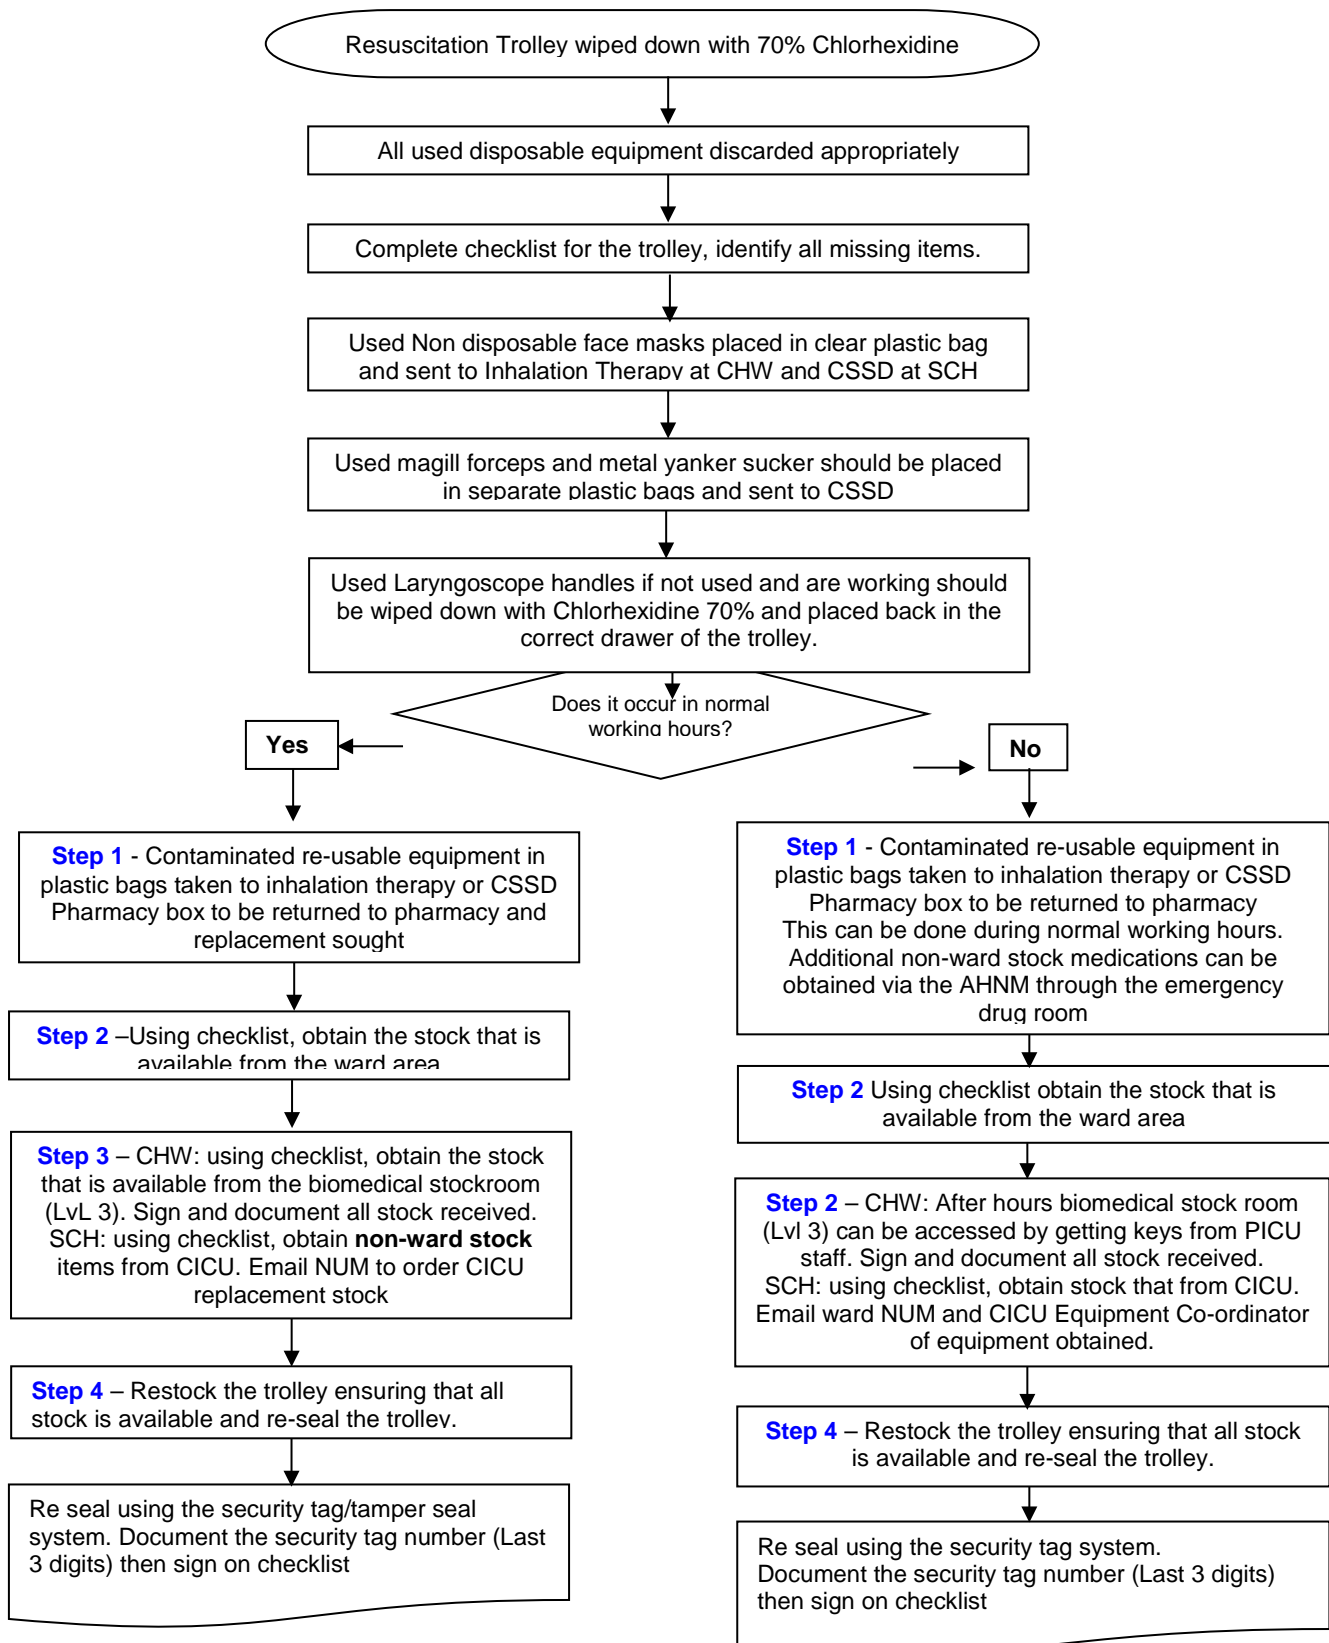 Resuscitation Trolley wiped down with 70% Chlorhexidine
All used disposable equipment discarded appropriately
Complete checklist for the trolley, identify all missing items.
Used Non disposable face masks placed in clear plastic bag
and sent to Inhalation Therapy at CHW and CSSD at SCH
Used magill forceps and metal yanker sucker should be placed
in separate plastic bags and sent to CSSD
Used Laryngoscope handles if not used and are working should
be wiped down with Chlorhexidine 70% and placed back in the
correct drawer of the trolley.
Does it occur in normal
working hours?
Yes
Step 1 - Contaminated re-usable equipment in
plastic bags taken to inhalation therapy or CSSD
Pharmacy box to be returned to pharmacy and
replacement sought
Step 2 –Using checklist, obtain the stock that is
available from the ward area
Step 3 – CHW: using checklist, obtain the stock
that is available from the biomedical stockroom
(LvL 3). Sign and document all stock received.
SCH: using checklist, obtain non-ward stock
items from CICU. Email NUM to order CICU
replacement stock
Step 4 – Restock the trolley ensuring that all
stock is available and re-seal the trolley.
Re seal using the security tag/tamper seal
system. Document the security tag number (Last
3 digits) then sign on checklist
No
Step 1 - Contaminated re-usable equipment in
plastic bags taken to inhalation therapy or CSSD
Pharmacy box to be returned to pharmacy
This can be done during normal working hours.
Additional non-ward stock medications can be
obtained via the AHNM through the emergency
drug room
Step 2 Using checklist obtain the stock that is
available from the ward area
Step 2 – CHW: After hours biomedical stock room
(Lvl 3) can be accessed by getting keys from PICU
staff. Sign and document all stock received.
SCH: using checklist, obtain stock that from CICU.
Email ward NUM and CICU Equipment Co-ordinator
of equipment obtained.
Step 4 – Restock the trolley ensuring that all stock
is available and re-seal the trolley.
Re seal using the security tag system.
Document the security tag number (Last 3 digits)
then sign on checklist